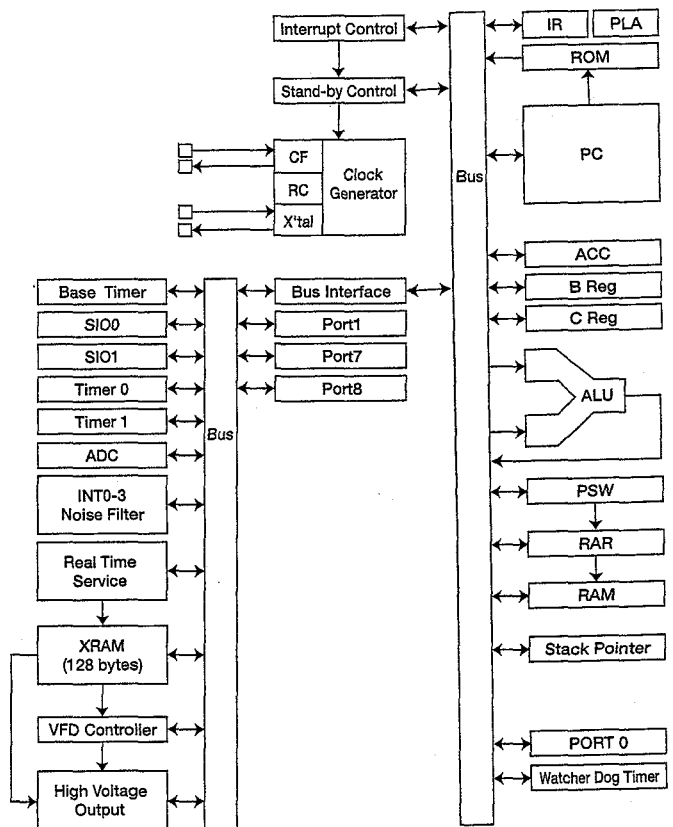 Interrupt Control
IR
PLA
ROM
Stand-by Control
PC
CF
RC
X'tal
Clock
Generator
Bus
ACC
B Reg
C Reg
Base Timer
Bus Interface
SIO0
Port1
SIO1
Port7
Timer 0
Port8
Timer 1
ADC
Bus
ALU
INT0-3
Noise Filter
PSW
RAR
RAM
Real Time
Service
XRAM
(128 bytes)
Stack Pointer
VFD Controller
PORT 0
High Voltage
Output
Watcher Dog Timer